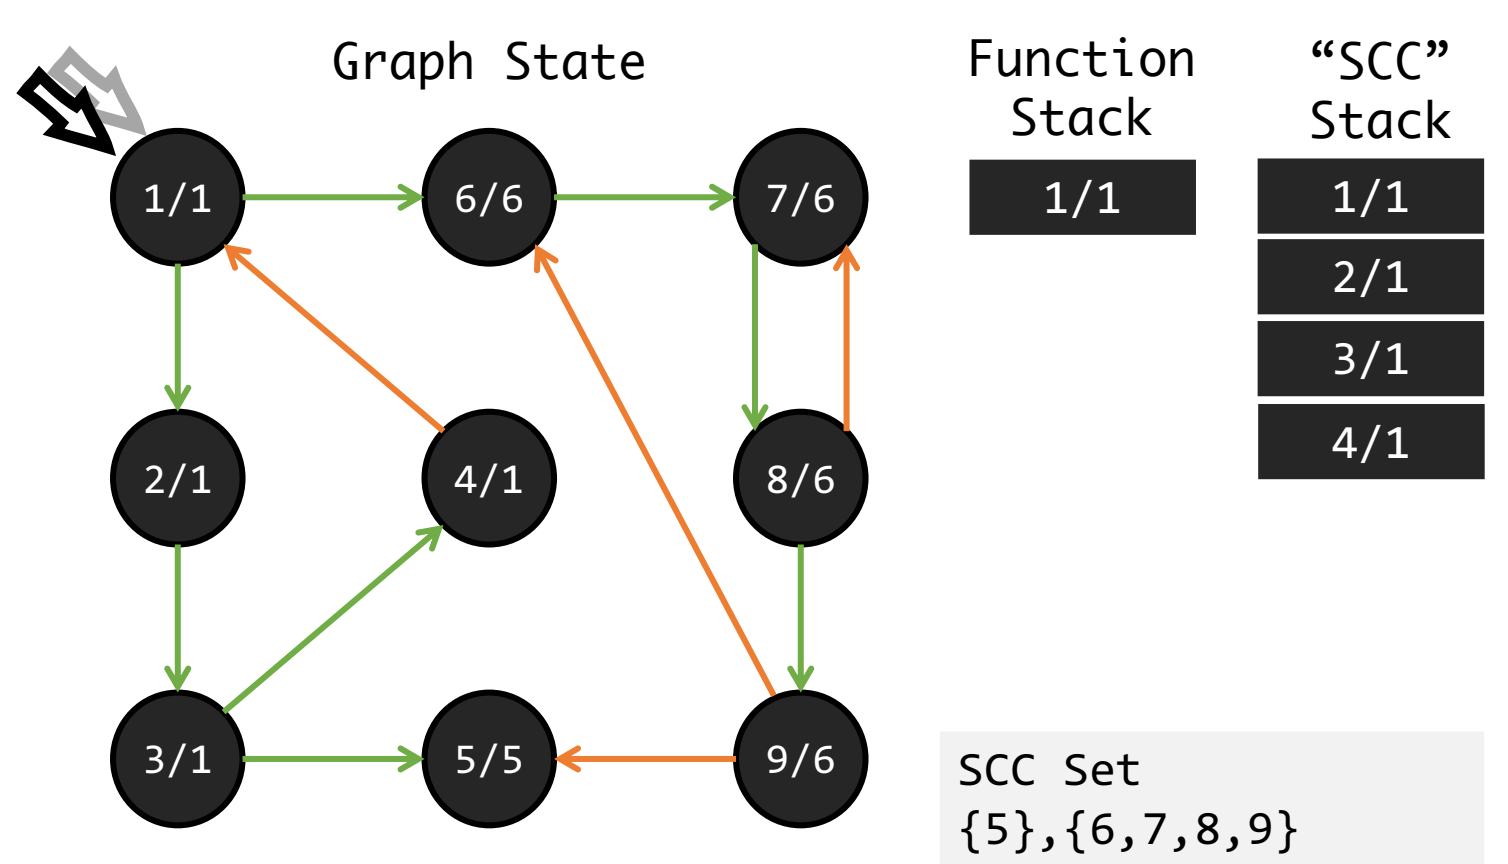 Graph State
Function
Stack
“SCC”
Stack
1/1
6/6
7/6
2/1
4/1
8/6
3/1
5/5
9/6
1/1
1/1
2/1
3/1
4/1
SCC Set
{5},{6,7,8,9}